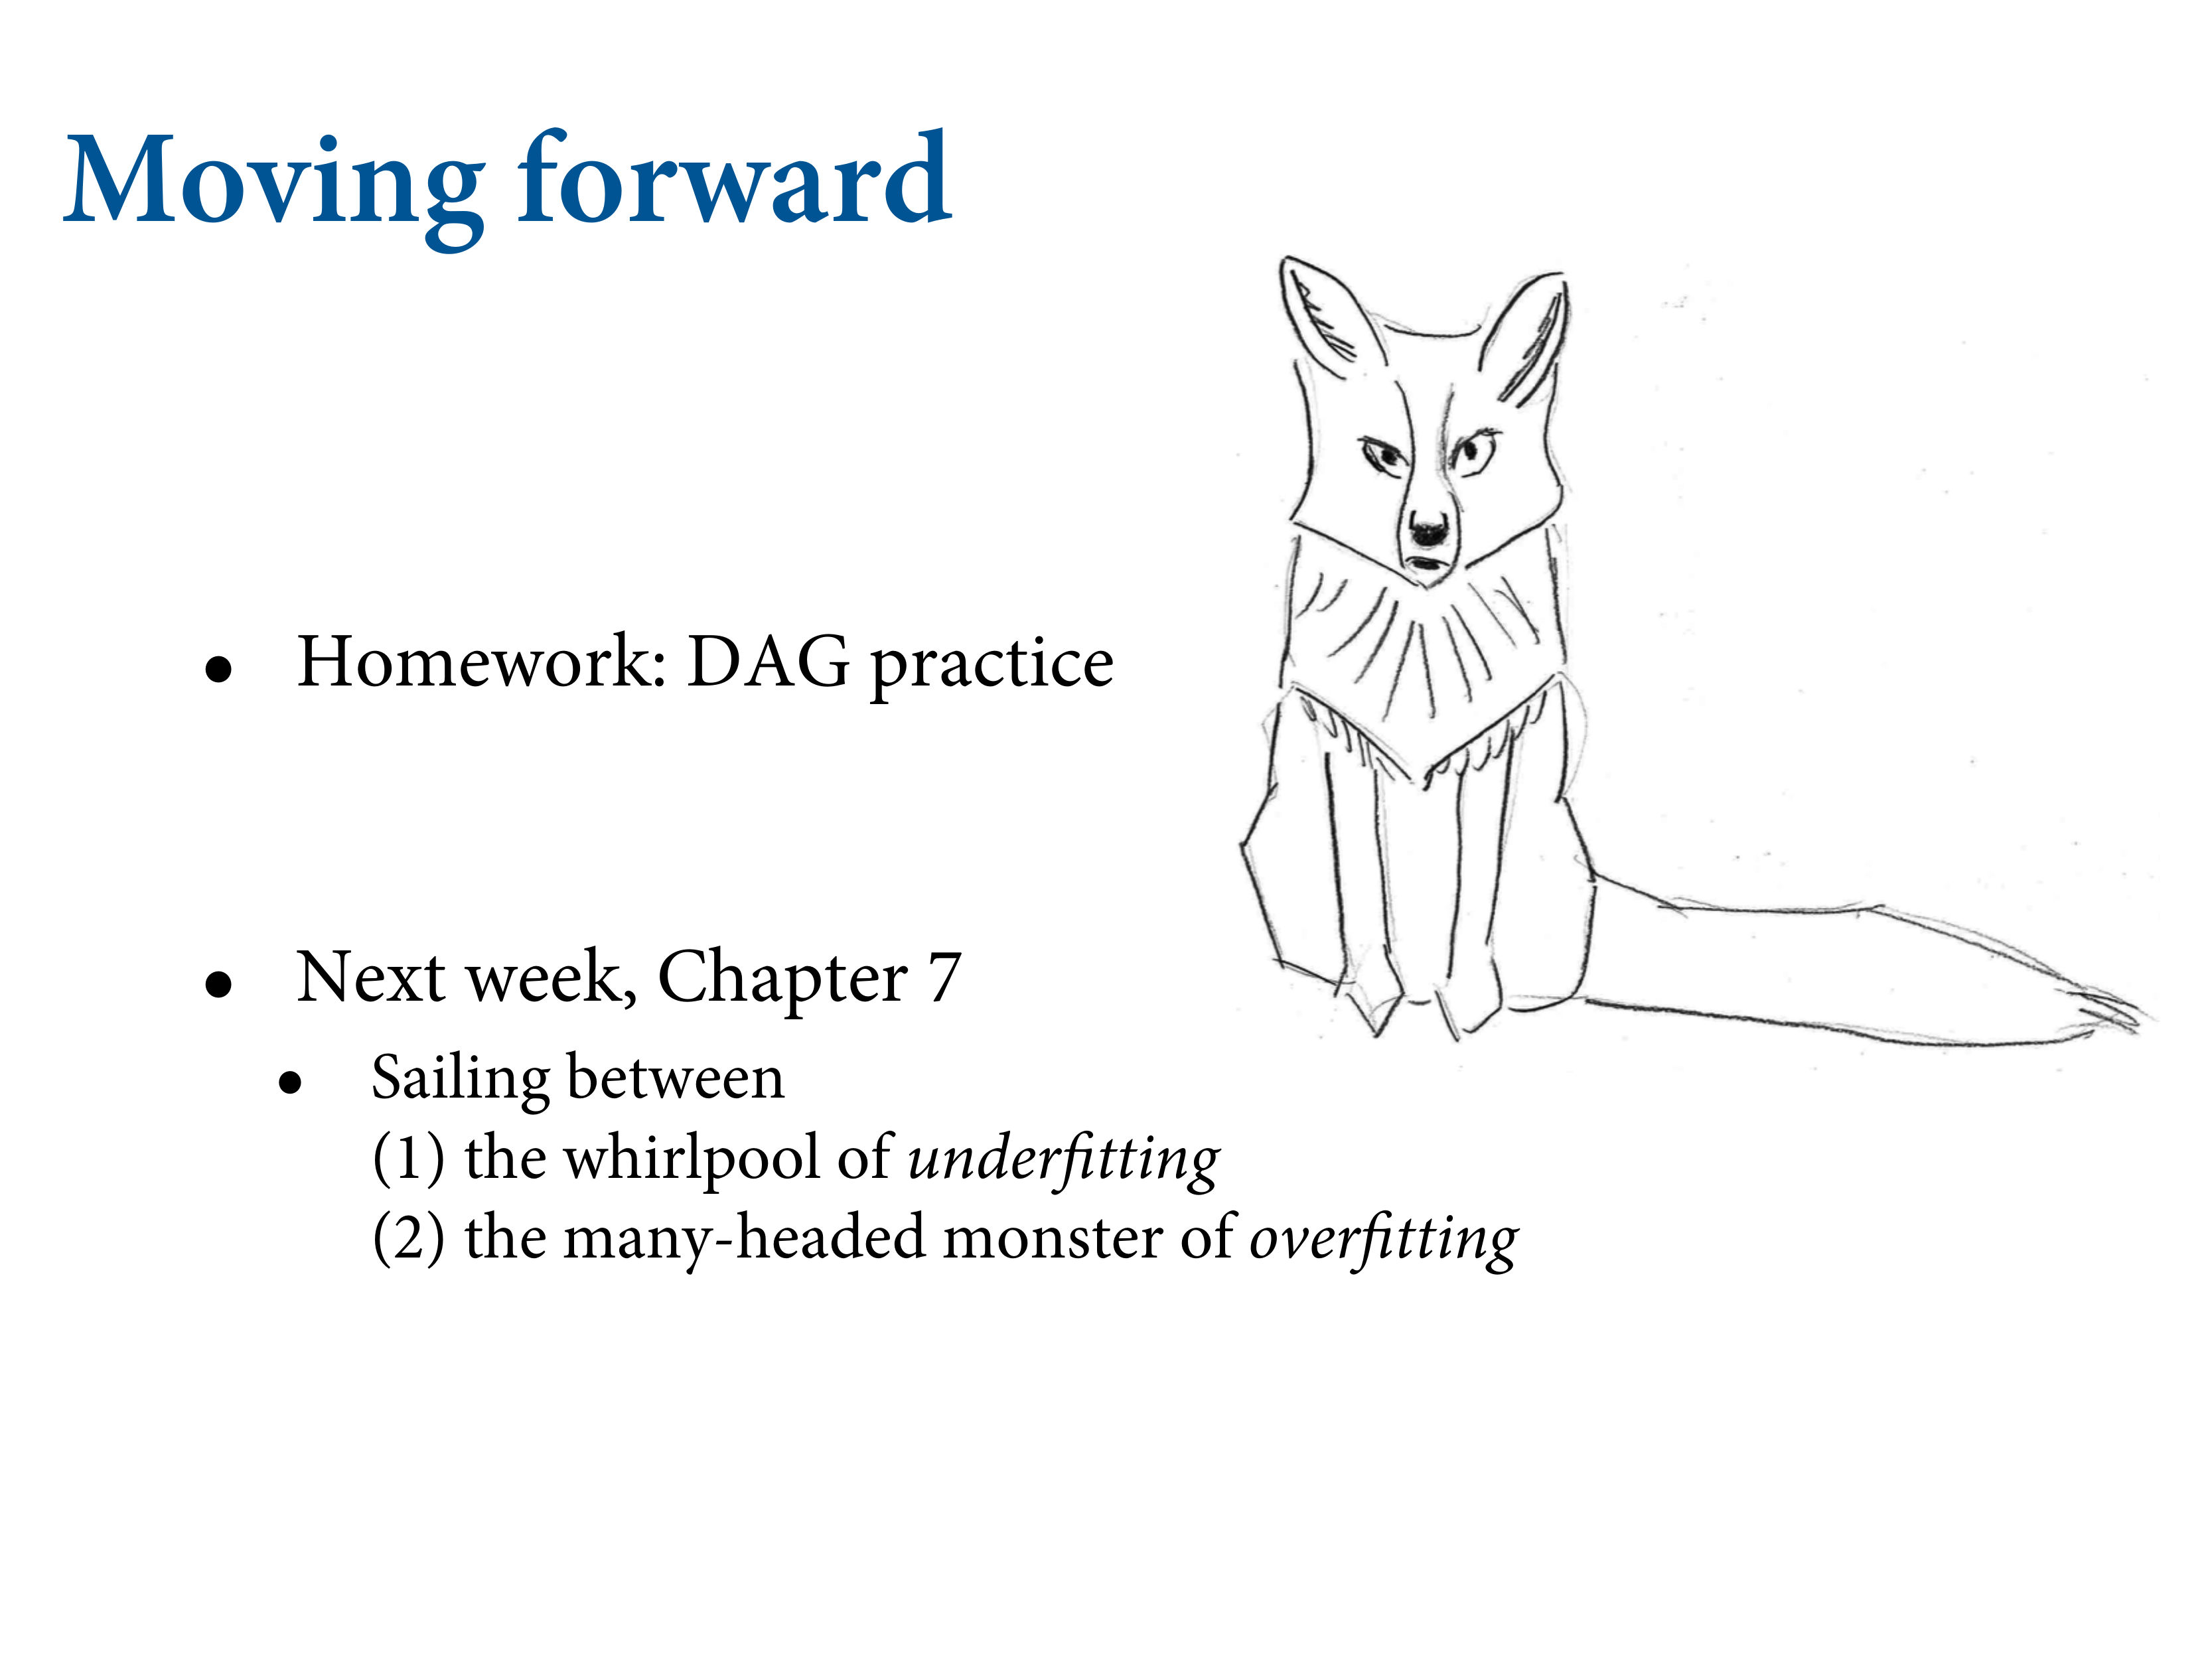 Moving forward
• Homework: DAG practice
• Next week, Chapter 7
• Sailing between
(1) the whirlpool of underfitting
(2) the many-headed monster of overfitting